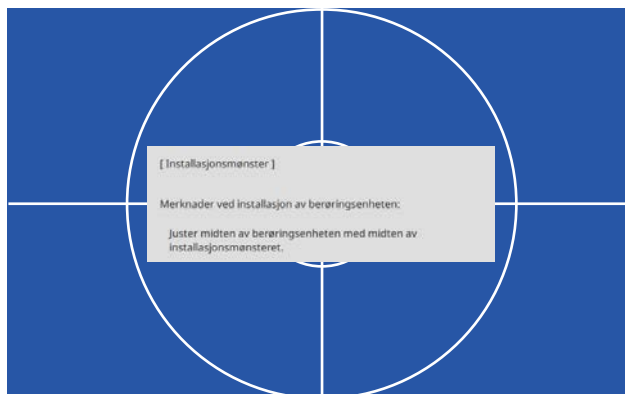 [ Installasjonsmønster ]
Merknader ved installasjon av berøringsenheten:
Juster midten av berøringsenheten med midten av
installasjonsmønsteret.